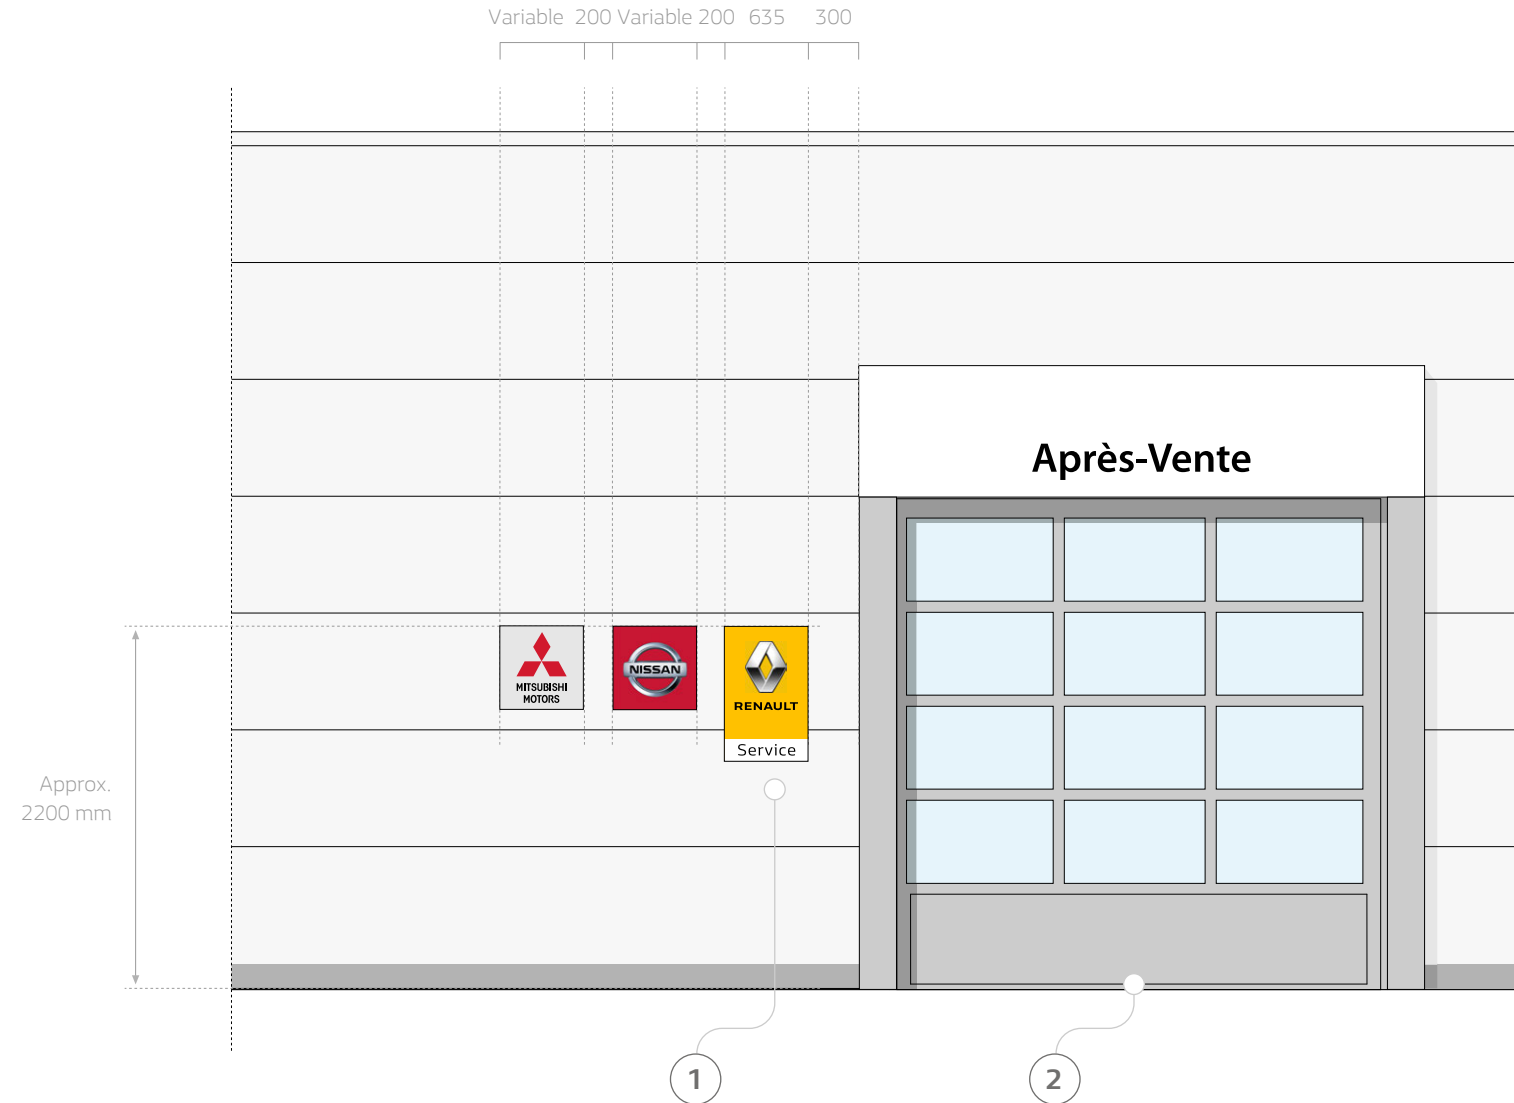 Variable 200 Variable 200 635 300
Après-Vente
MITSUBISHI
MOTORS
NISSAN
RENAULT
Service
Approx.
2200 mm
1
2